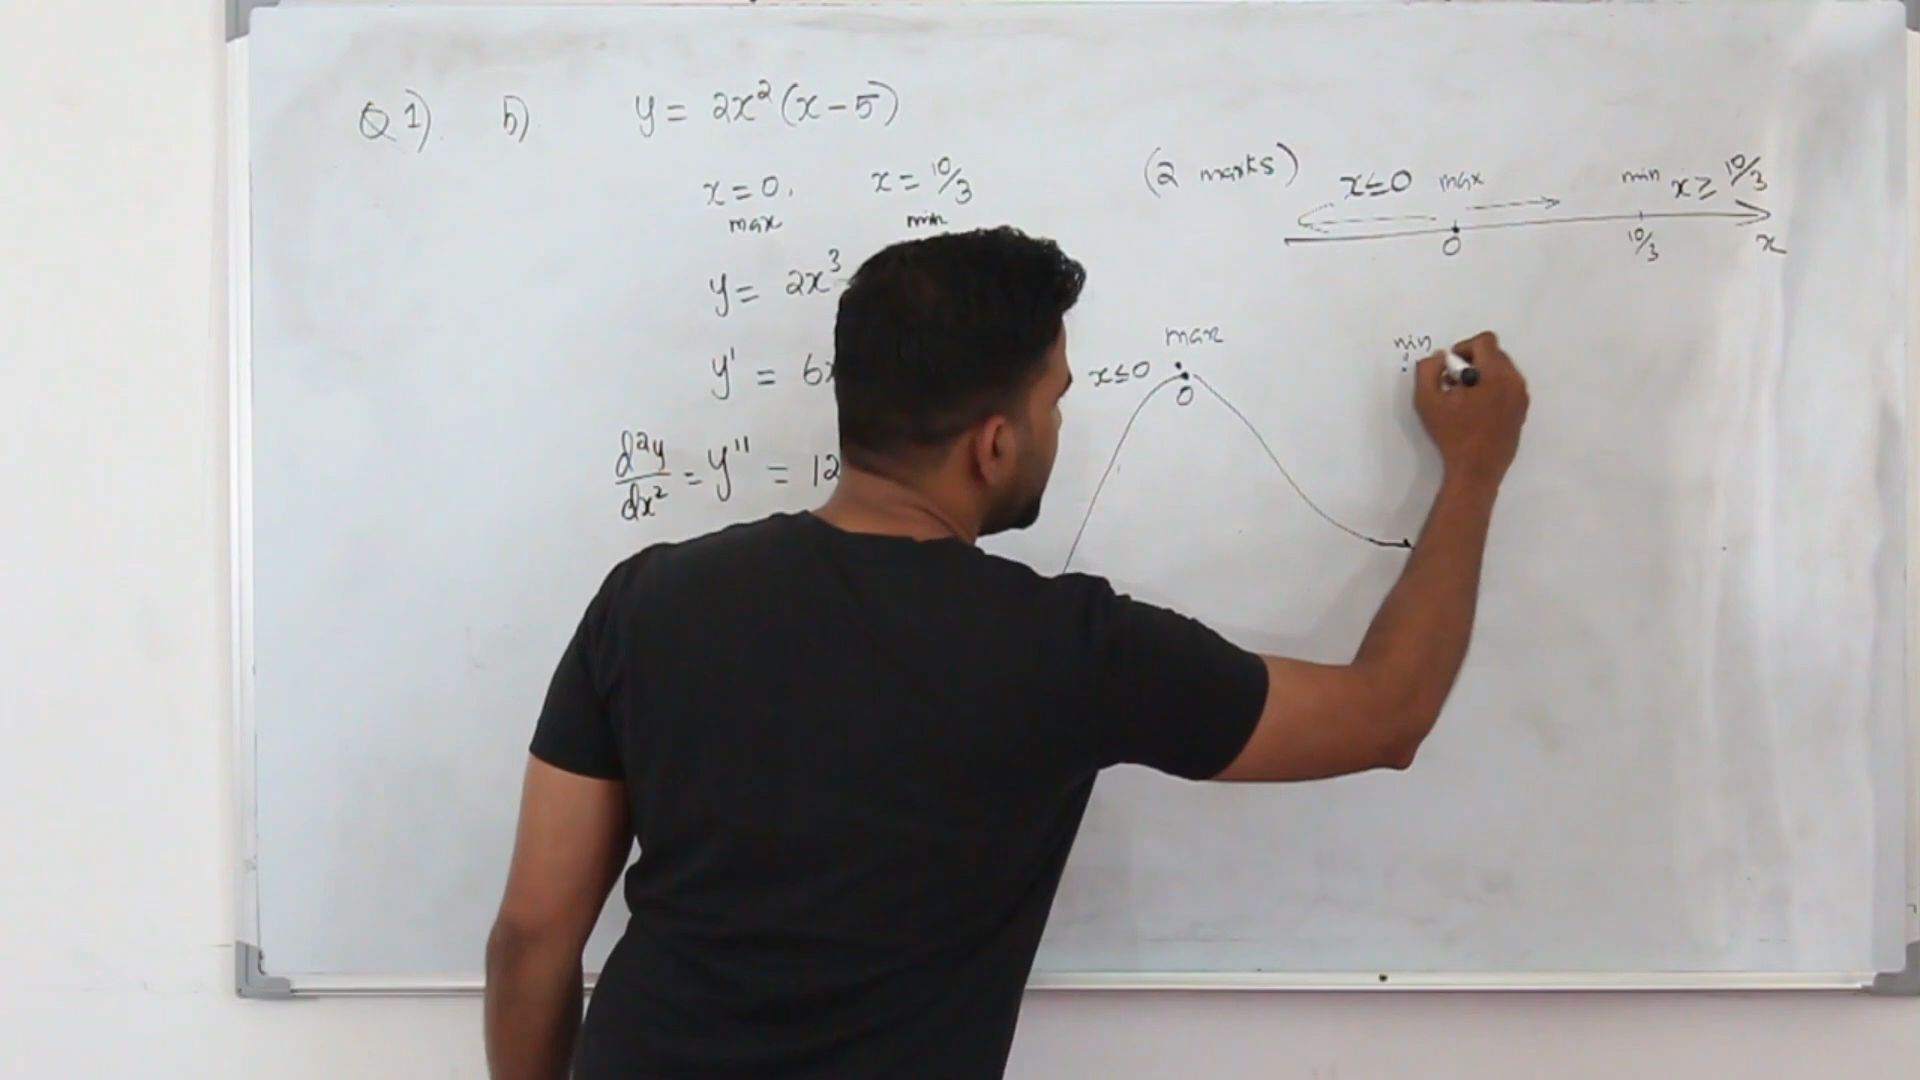 Q1) b) y = 2x²(x-5)
(2 marks)
x = 0, x = 10/3
max min
y = 2x³
y' = 6x
d²y/dx² = y'' = 12
x≤0 max min x≥ 10/3
0 10/3 x
max
x≤0
0
min